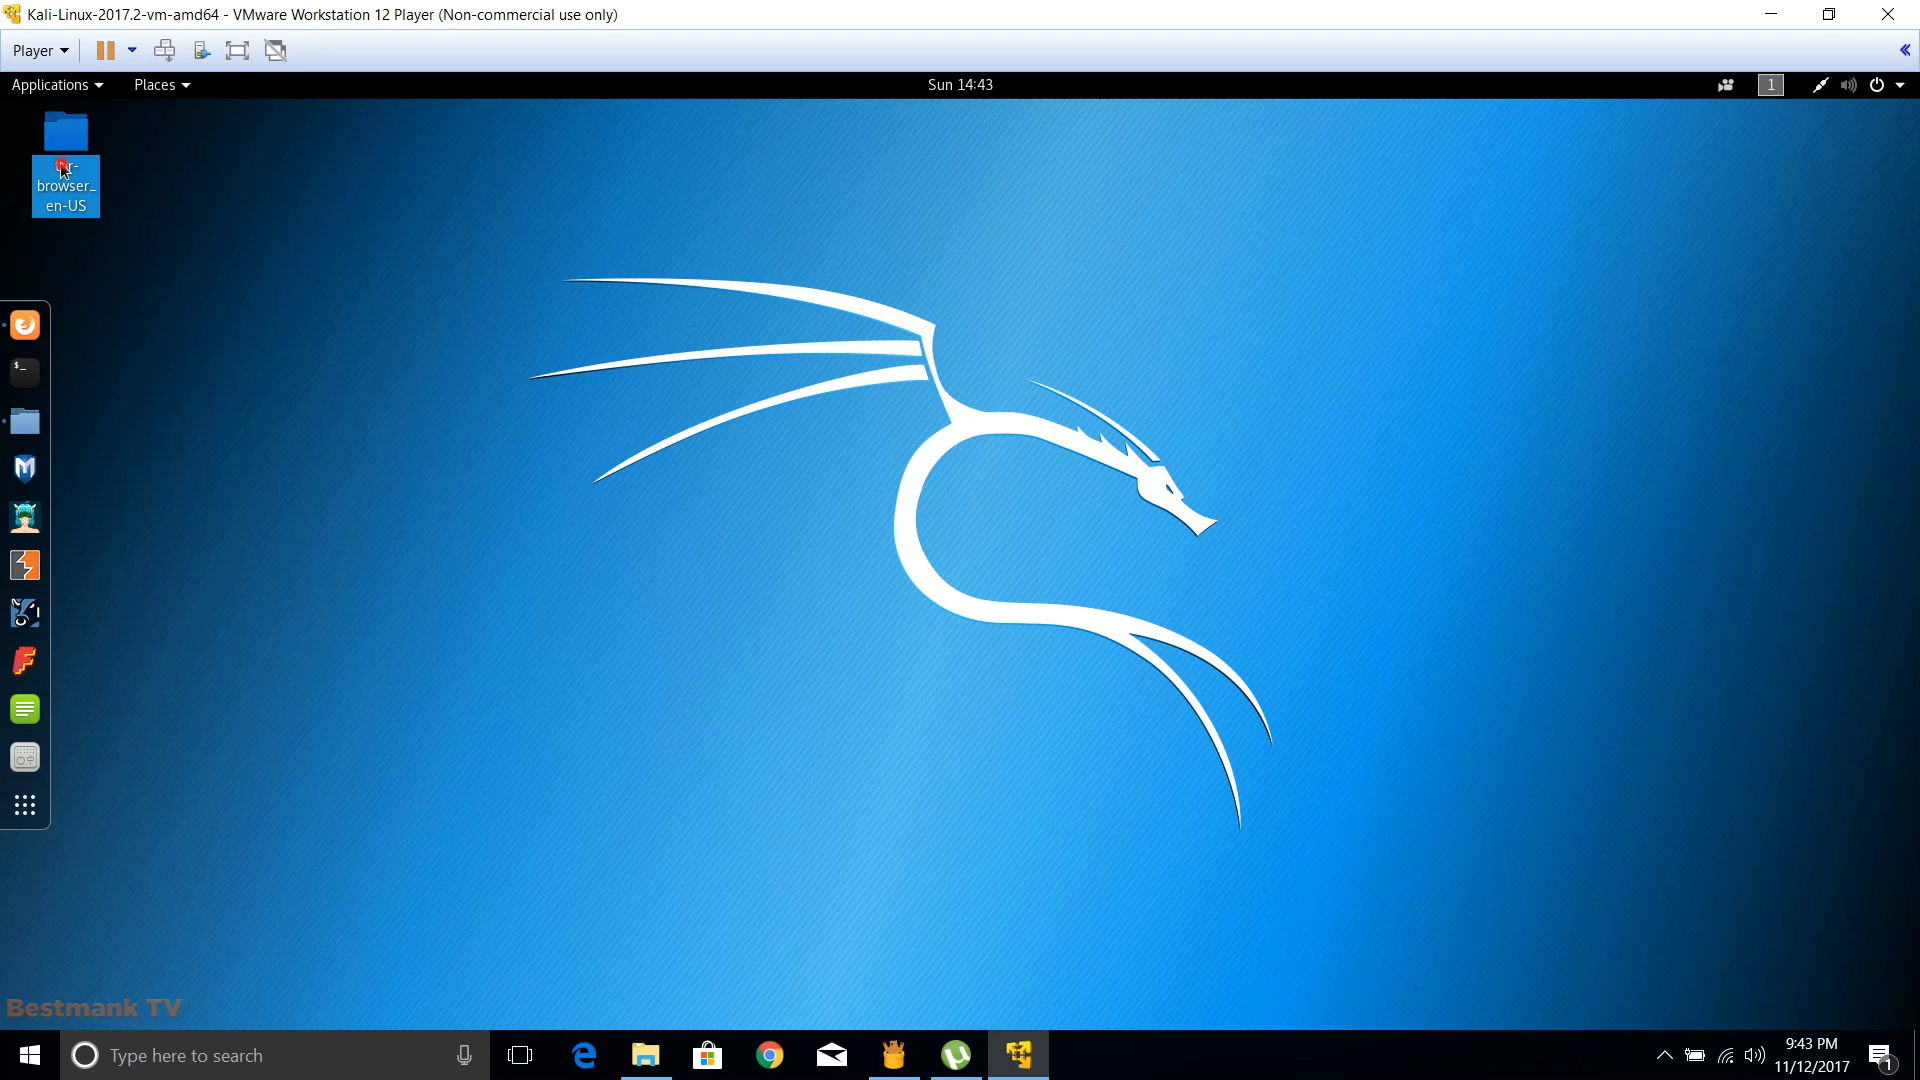 Kali-Linux-2017.2-vm-amd64 - VMware Workstation 12 Player (Non-commercial use only)
Player
Applications
Places
Sun 14:43
1
browser_
en-US
$_
Bestmank TV
Type here to search
9:43 PM
11/12/2017
1